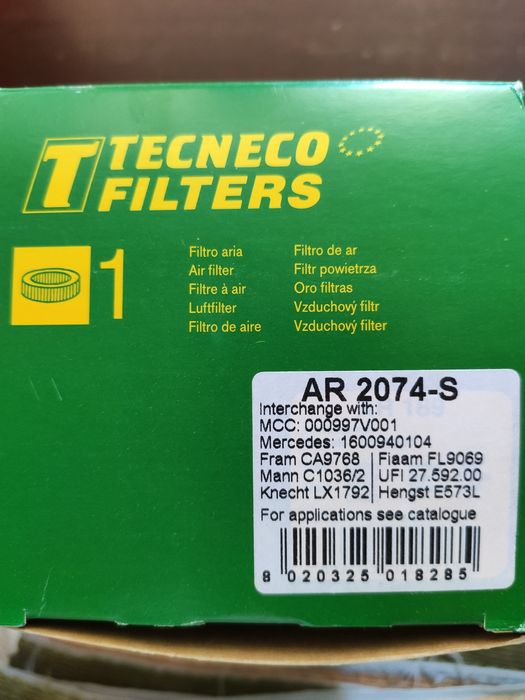 T TECNECO
FILTERS
1
Filtro aria
Air filter
Filtre à air
Luftfilter
Filtro de aire
Filtro de ar
Filtr powietrza
Oro filtras
Vzduchový filtr
Vzduchový filter
AR 2074-S
Interchange with:
MCC: 000997V001
Mercedes: 1600940104
Fram CA9768 | Fiaam FL9069
Mann C1036/2 | UFI 27.592.00
Knecht LX1792 | Hengst E573L
For applications see catalogue
8 020325 018285